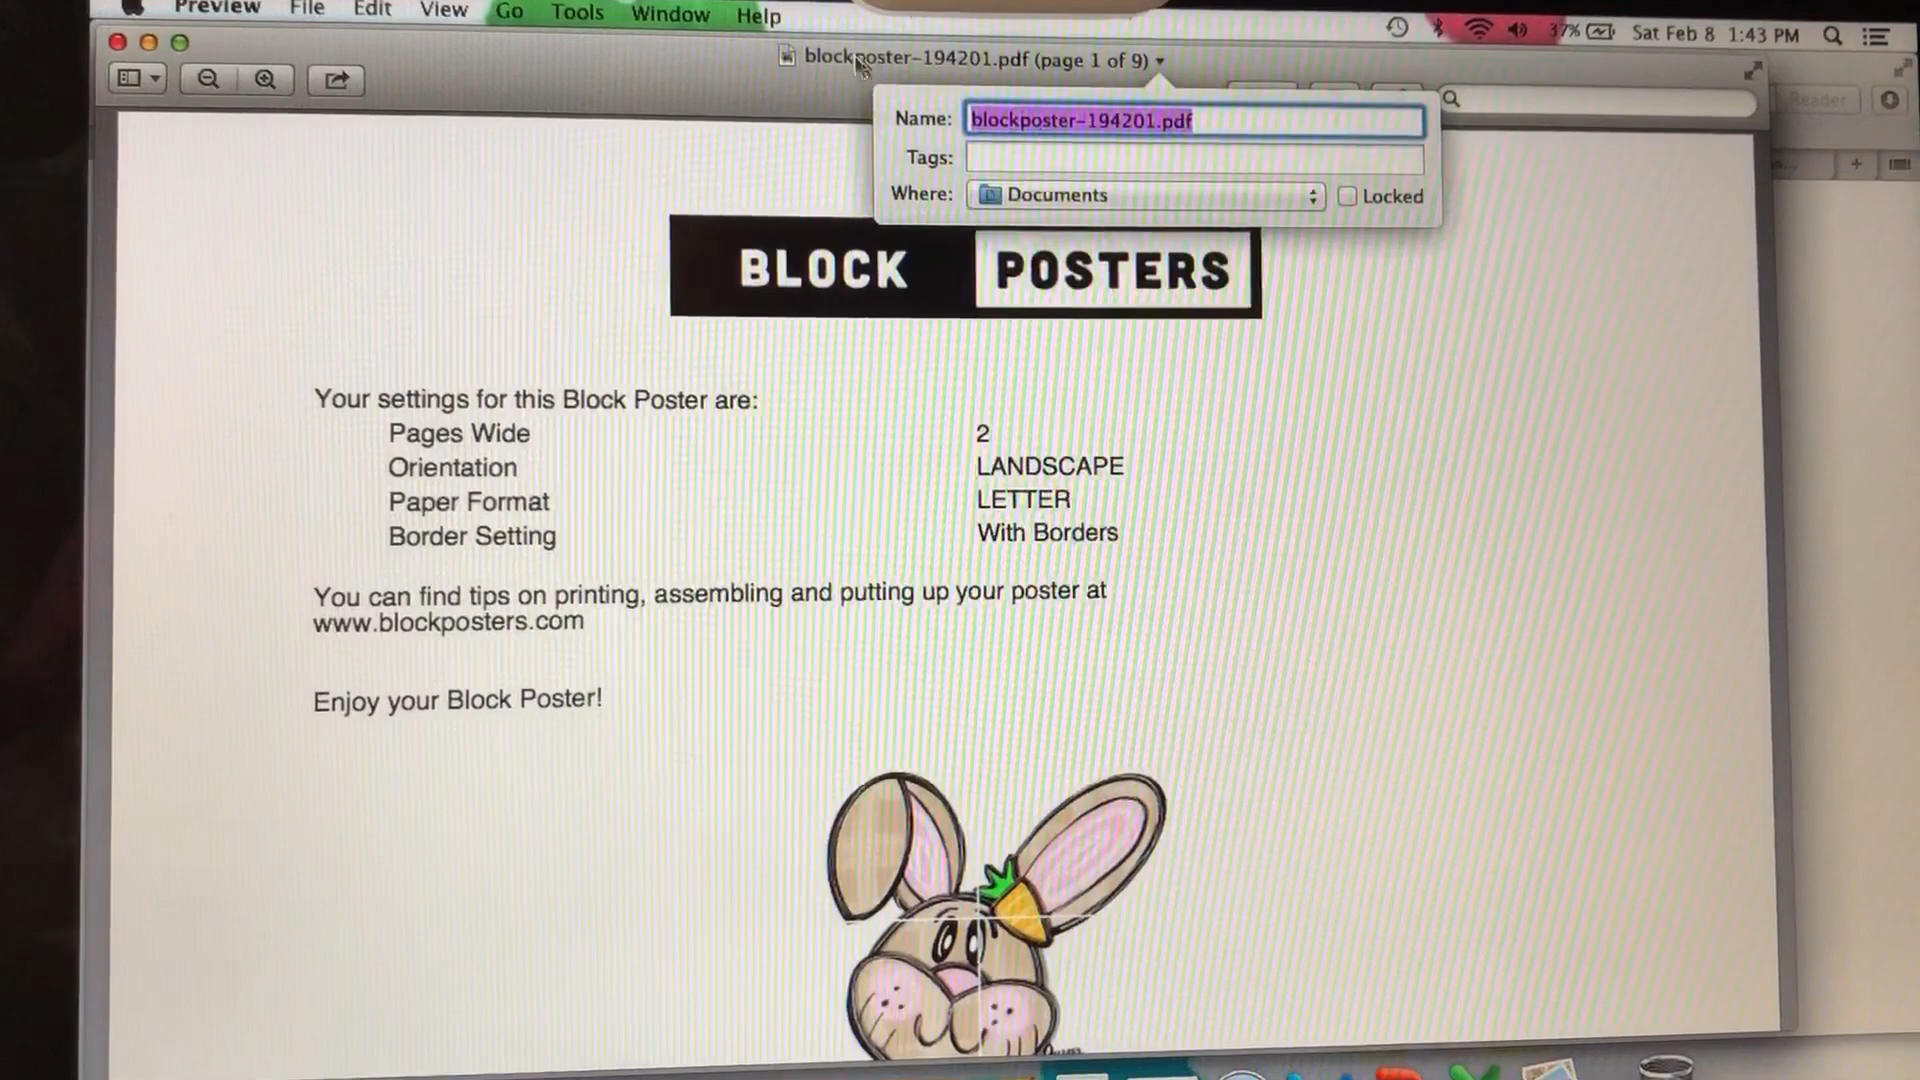 Preview File Edit View Go Tools Window Help
37% Sat Feb 8 1:43 PM
blockposter-194201.pdf (page 1 of 9)
Reader
Name: blockposter-194201.pdf
Tags:
Where: Documents Locked
BLOCK POSTERS
Your settings for this Block Poster are:
Pages Wide 2
Orientation LANDSCAPE
Paper Format LETTER
Border Setting With Borders
You can find tips on printing, assembling and putting up your poster at
www.blockposters.com
Enjoy your Block Poster!